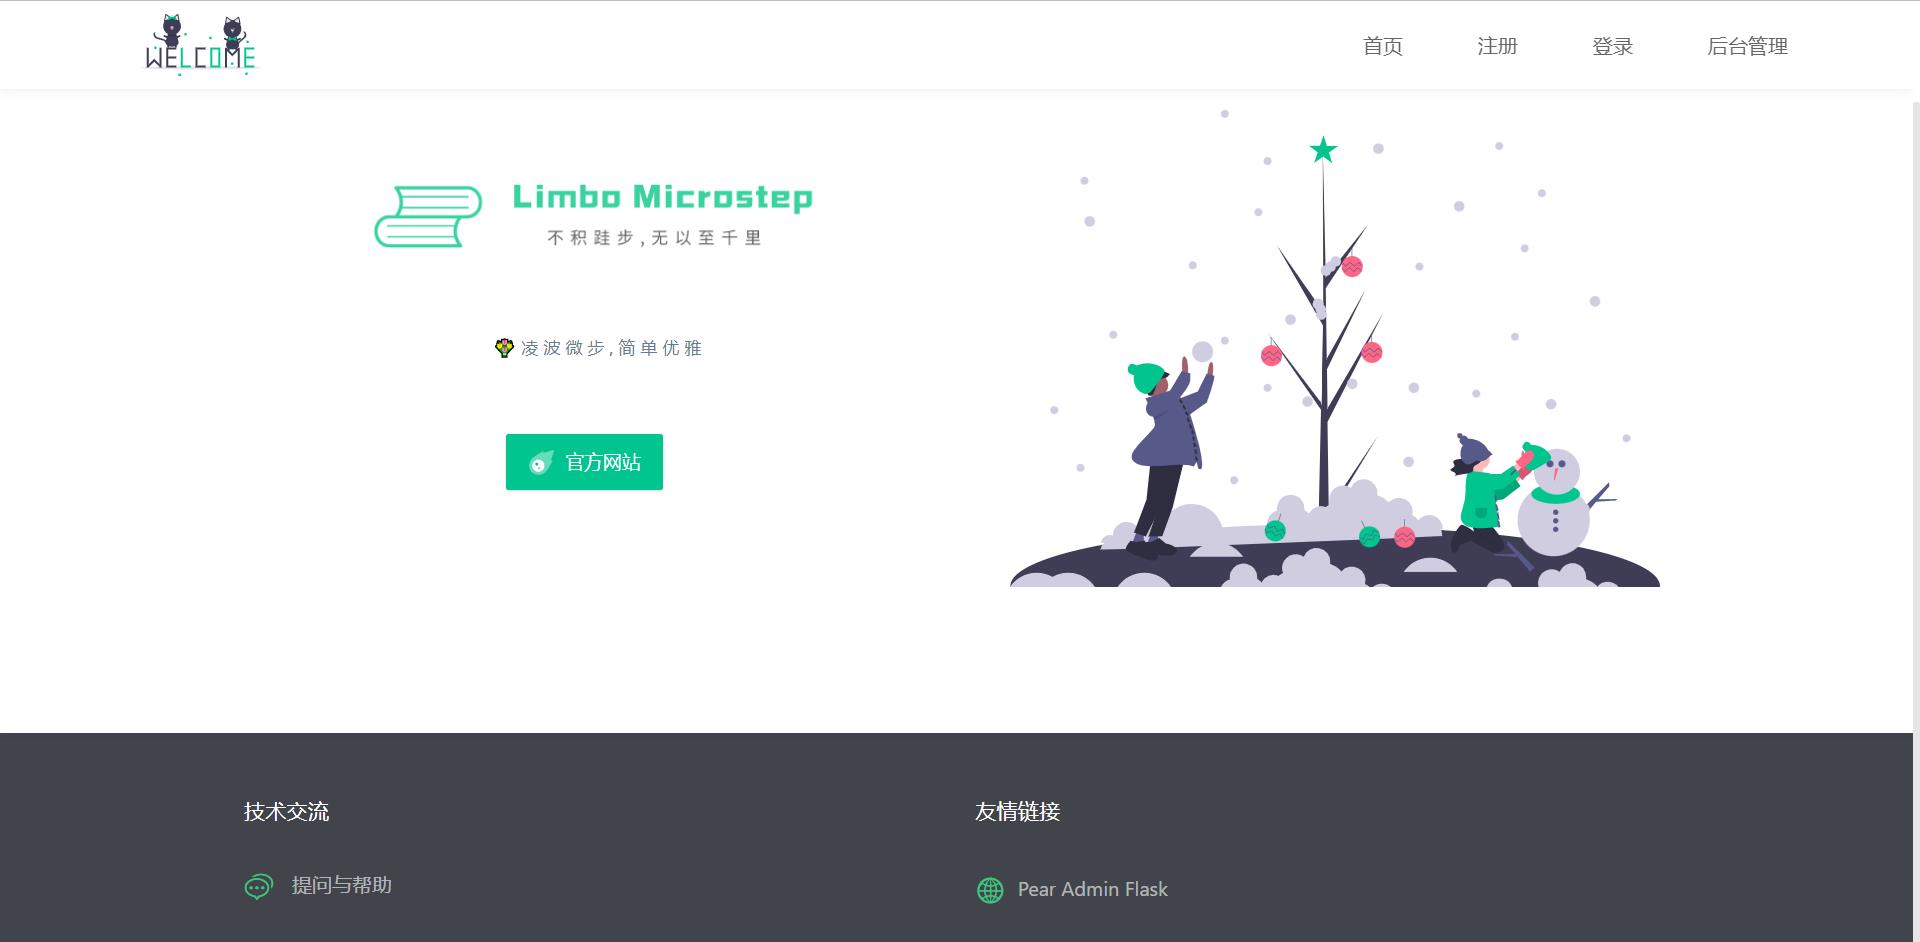 WELCOME
首页
注册
登录
后台管理
Limbo Microstep
不积跬步,无以至千里
凌波微步,简单优雅
官方网站
技术交流
友情链接
提问与帮助
Pear Admin Flask